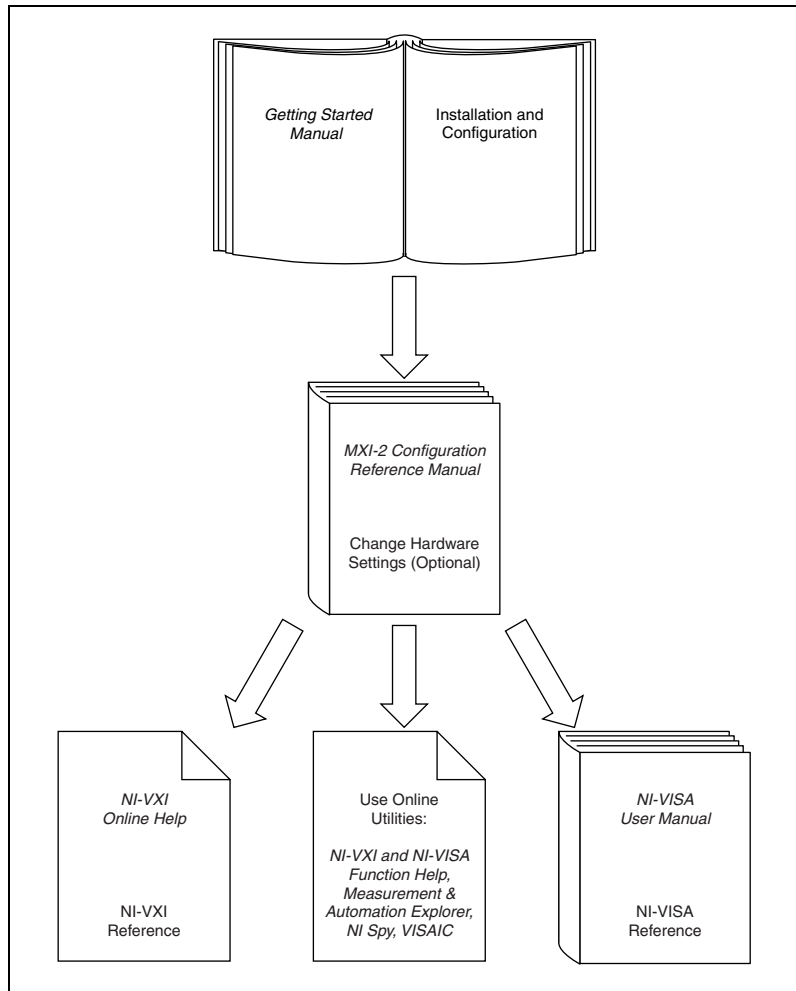 Getting Started
Manual
Installation and
Configuration
MXI-2 Configuration
Reference Manual
Change Hardware
Settings (Optional)
NI-VXI
Online Help
NI-VXI
Reference
Use Online
Utilities:
NI-VXI and NI-VISA
Function Help,
Measurement &
Automation Explorer,
NI Spy, VISAIC
NI-VISA
User Manual
NI-VISA
Reference